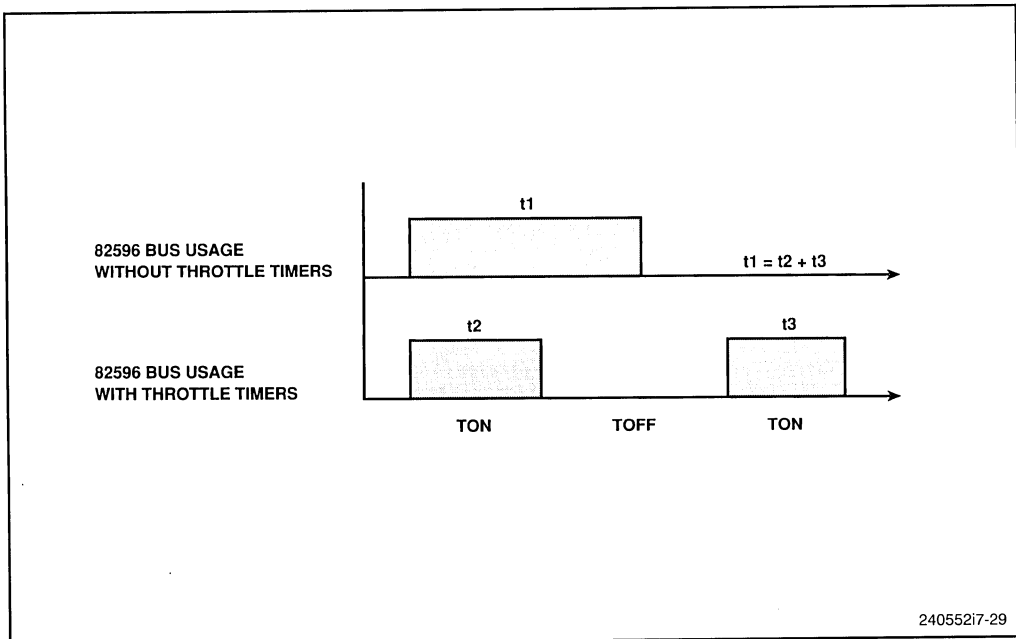 t1
82596 BUS USAGE
WITHOUT THROTTLE TIMERS
t1 = t2 + t3
t2
t3
82596 BUS USAGE
WITH THROTTLE TIMERS
TON
TOFF
TON
240552i7-29